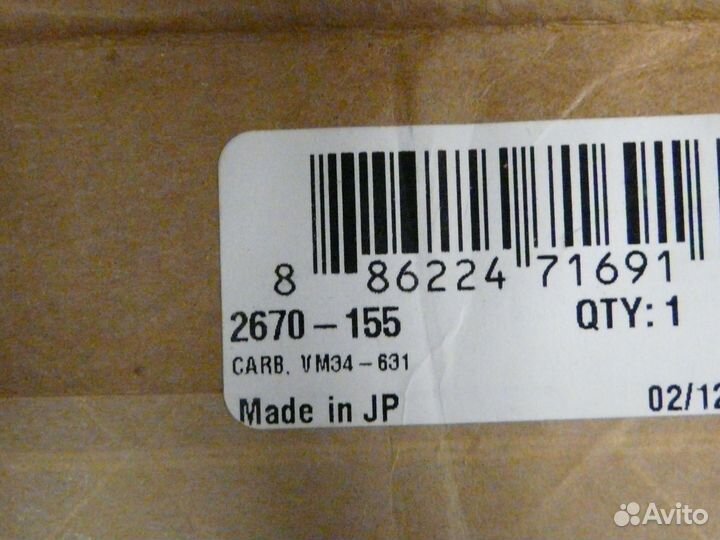 8 86224 71691
2670-155 QTY: 1
CARB, VM34-631
Made in JP 02/12
Avito